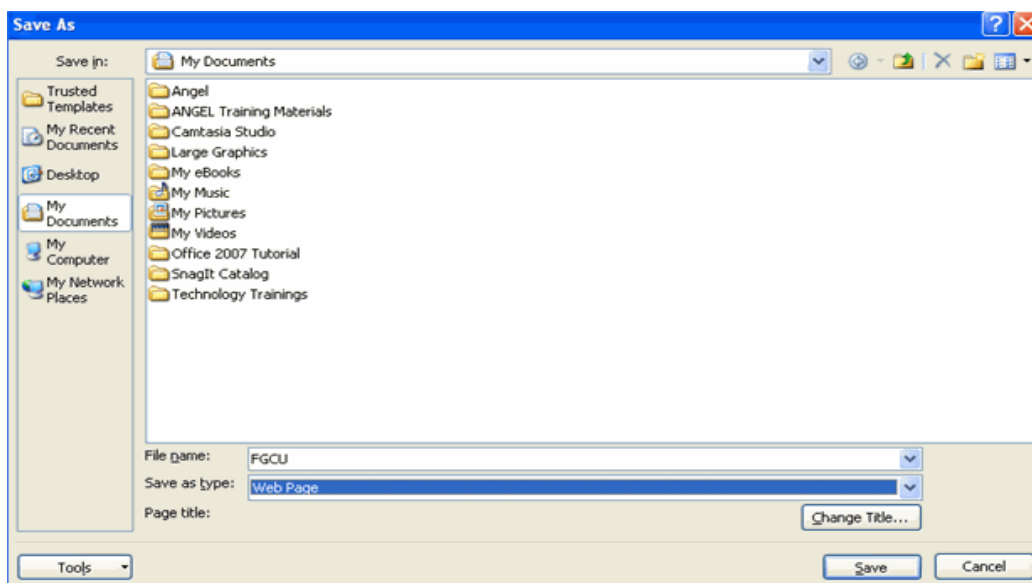 Save As
Save in:
My Documents
Trusted
Templates
My Recent
Documents
Desktop
My
Documents
My
Computer
My Network
Places
Angel
ANGEL Training Materials
Camtasia Studio
Large Graphics
My eBooks
My Music
My Pictures
My Videos
Office 2007 Tutorial
SnagIt Catalog
Technology Trainings
File name:
FGCU
Save as type:
Web Page
Page title:
Change Title...
Tools
Save
Cancel